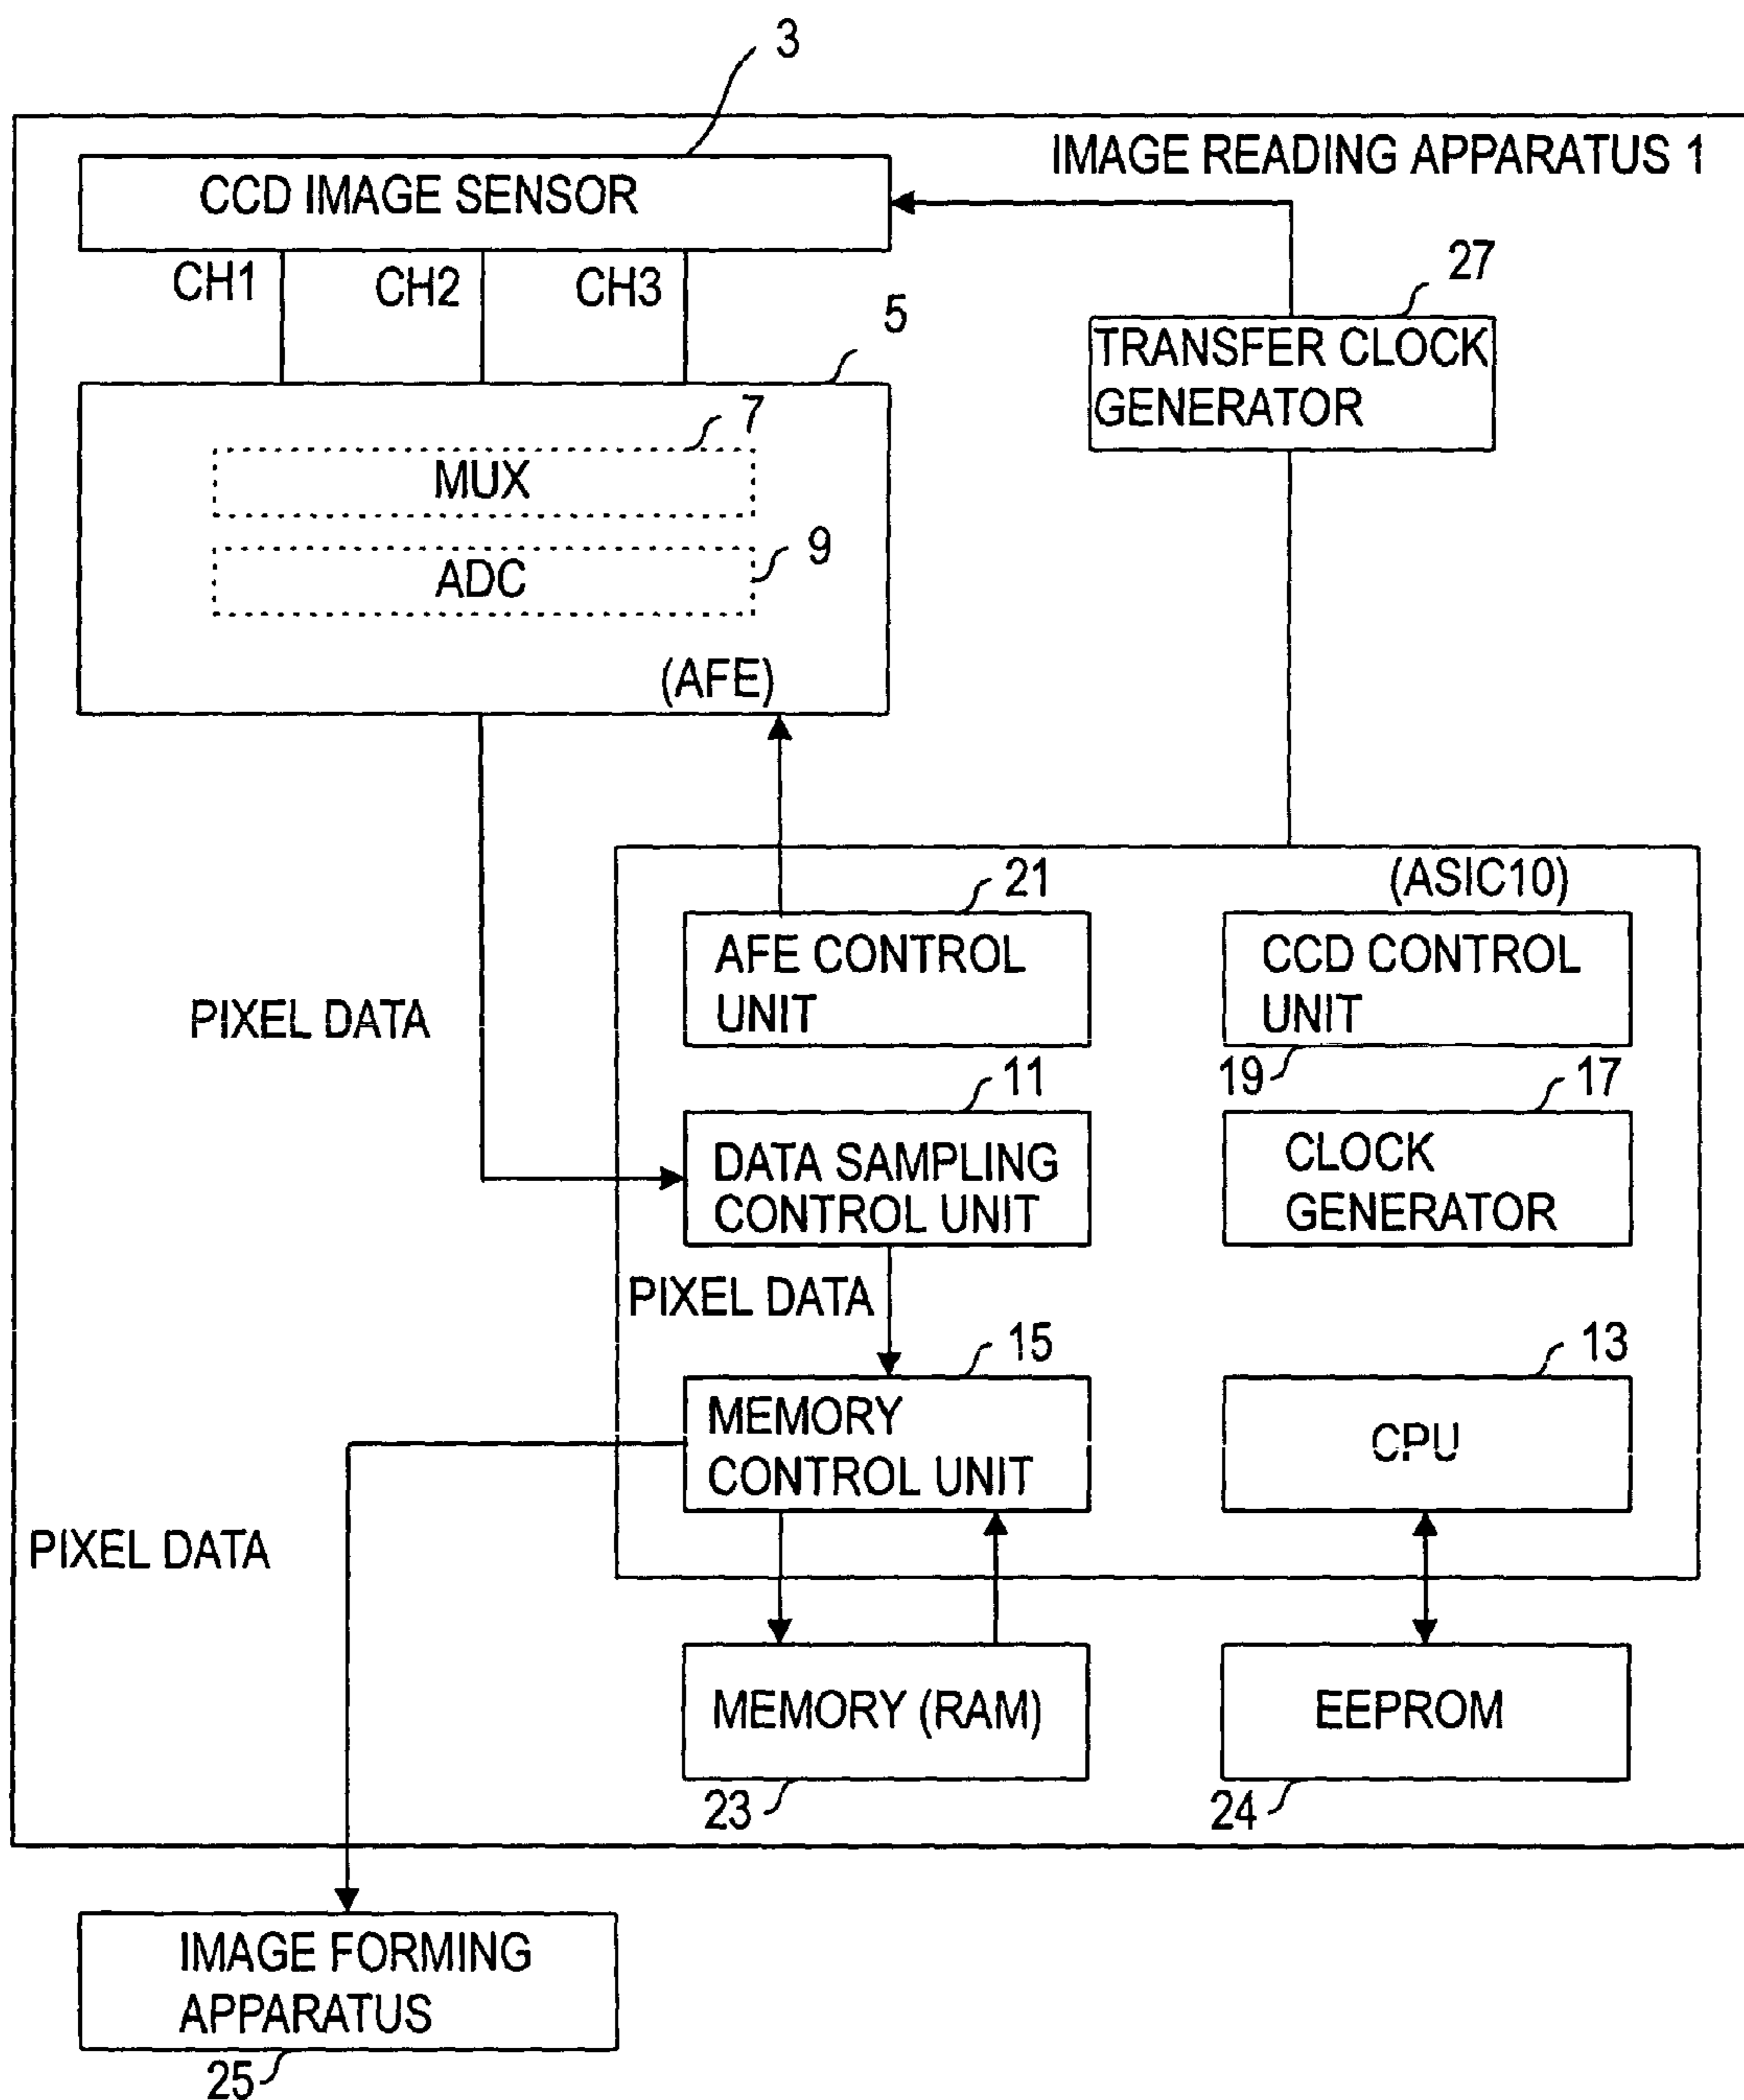 3
IMAGE READING APPARATUS 1
CCD IMAGE SENSOR
CH1
CH2
CH3
5
27
TRANSFER CLOCK
GENERATOR
7
MUX
9
ADC
(AFE)
(ASIC10)
21
AFE CONTROL
UNIT
CCD CONTROL
UNIT
19
PIXEL DATA
11
DATA SAMPLING
CONTROL UNIT
17
CLOCK
GENERATOR
PIXEL DATA
15
MEMORY
CONTROL UNIT
13
CPU
PIXEL DATA
MEMORY (RAM)
23
EEPROM
24
IMAGE FORMING
APPARATUS
25